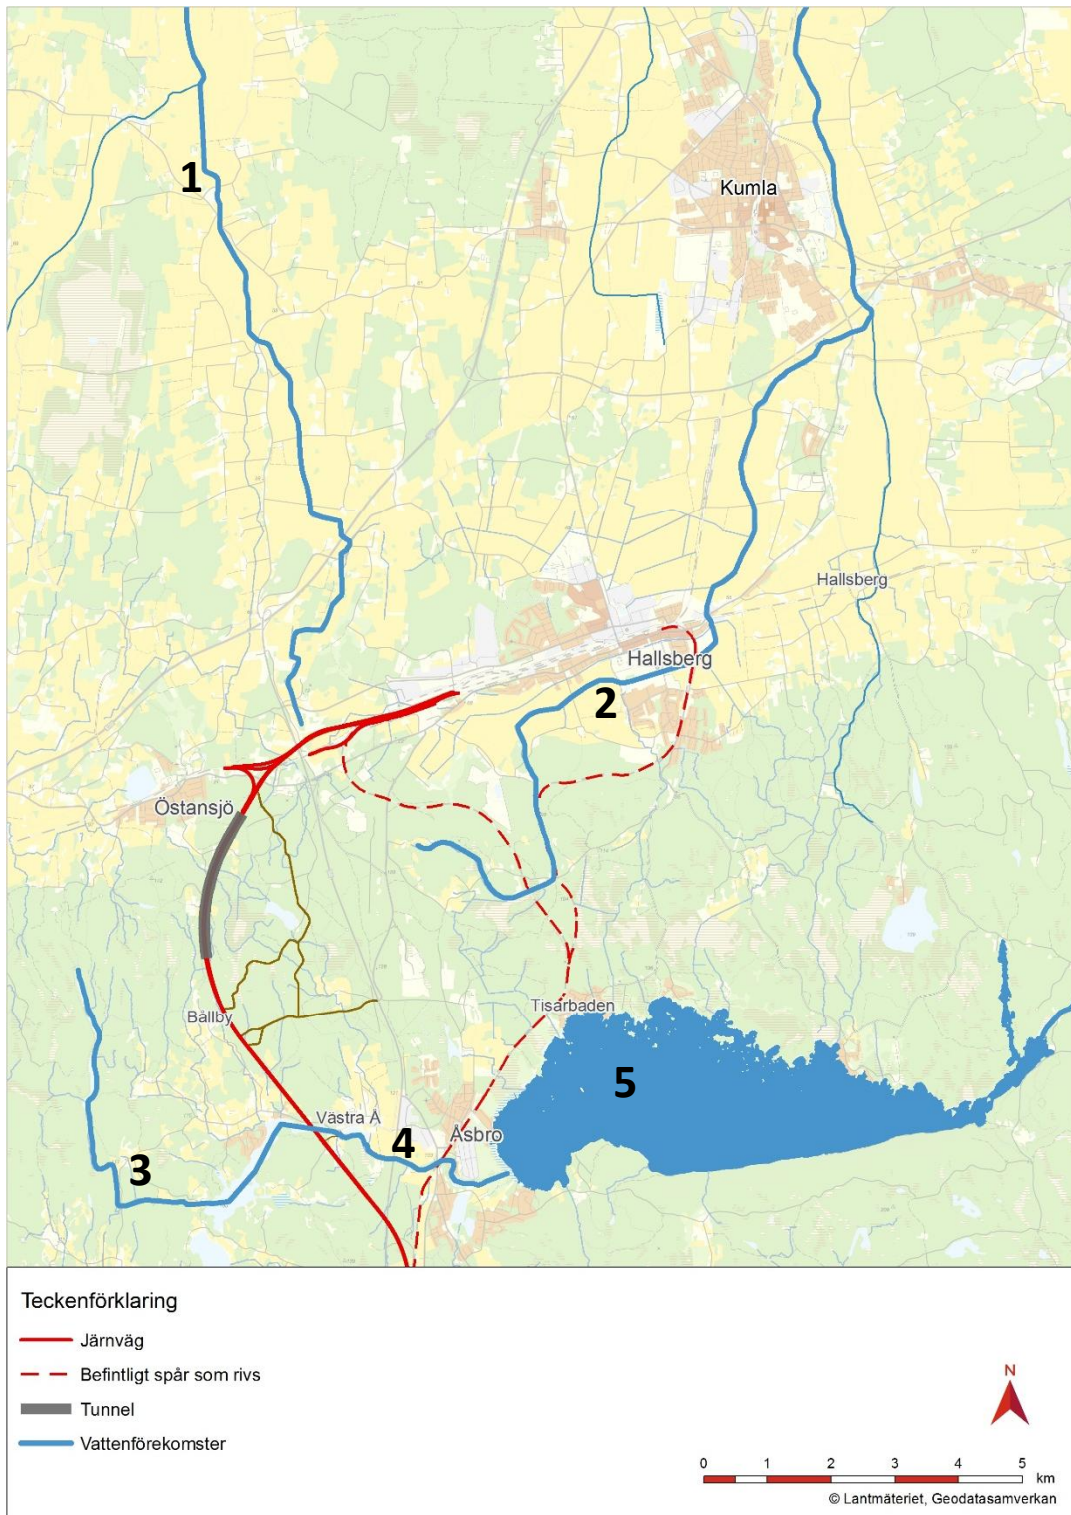 1
Kumla
Hallsberg
Hallsberg
2
Östansjö
Tisarbaden
Bållby
5
Västra Å
Åsbro
4
3
Teckenförklaring
Järnväg
Befintligt spår som rivs
Tunnel
Vattenförekomster
N
0 1 2 3 4 5
km
© Lantmäteriet, Geodatasamverkan